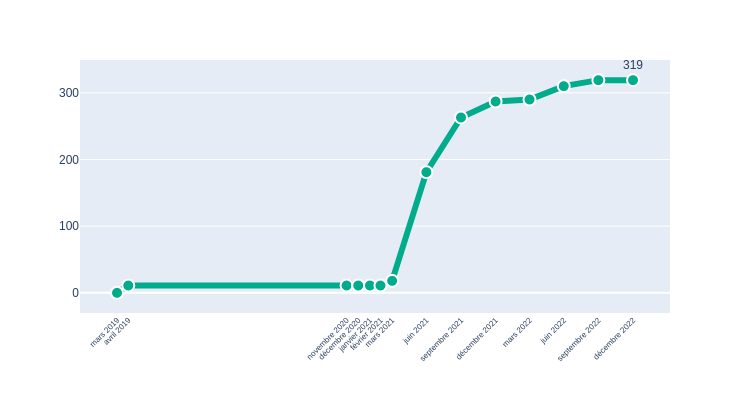 319
300
200
100
0
mars 2019
avril 2019
novembre 2020
décembre 2020
janvier 2021
février 2021
mars 2021
juin 2021
septembre 2021
décembre 2021
mars 2022
juin 2022
septembre 2022
décembre 2022